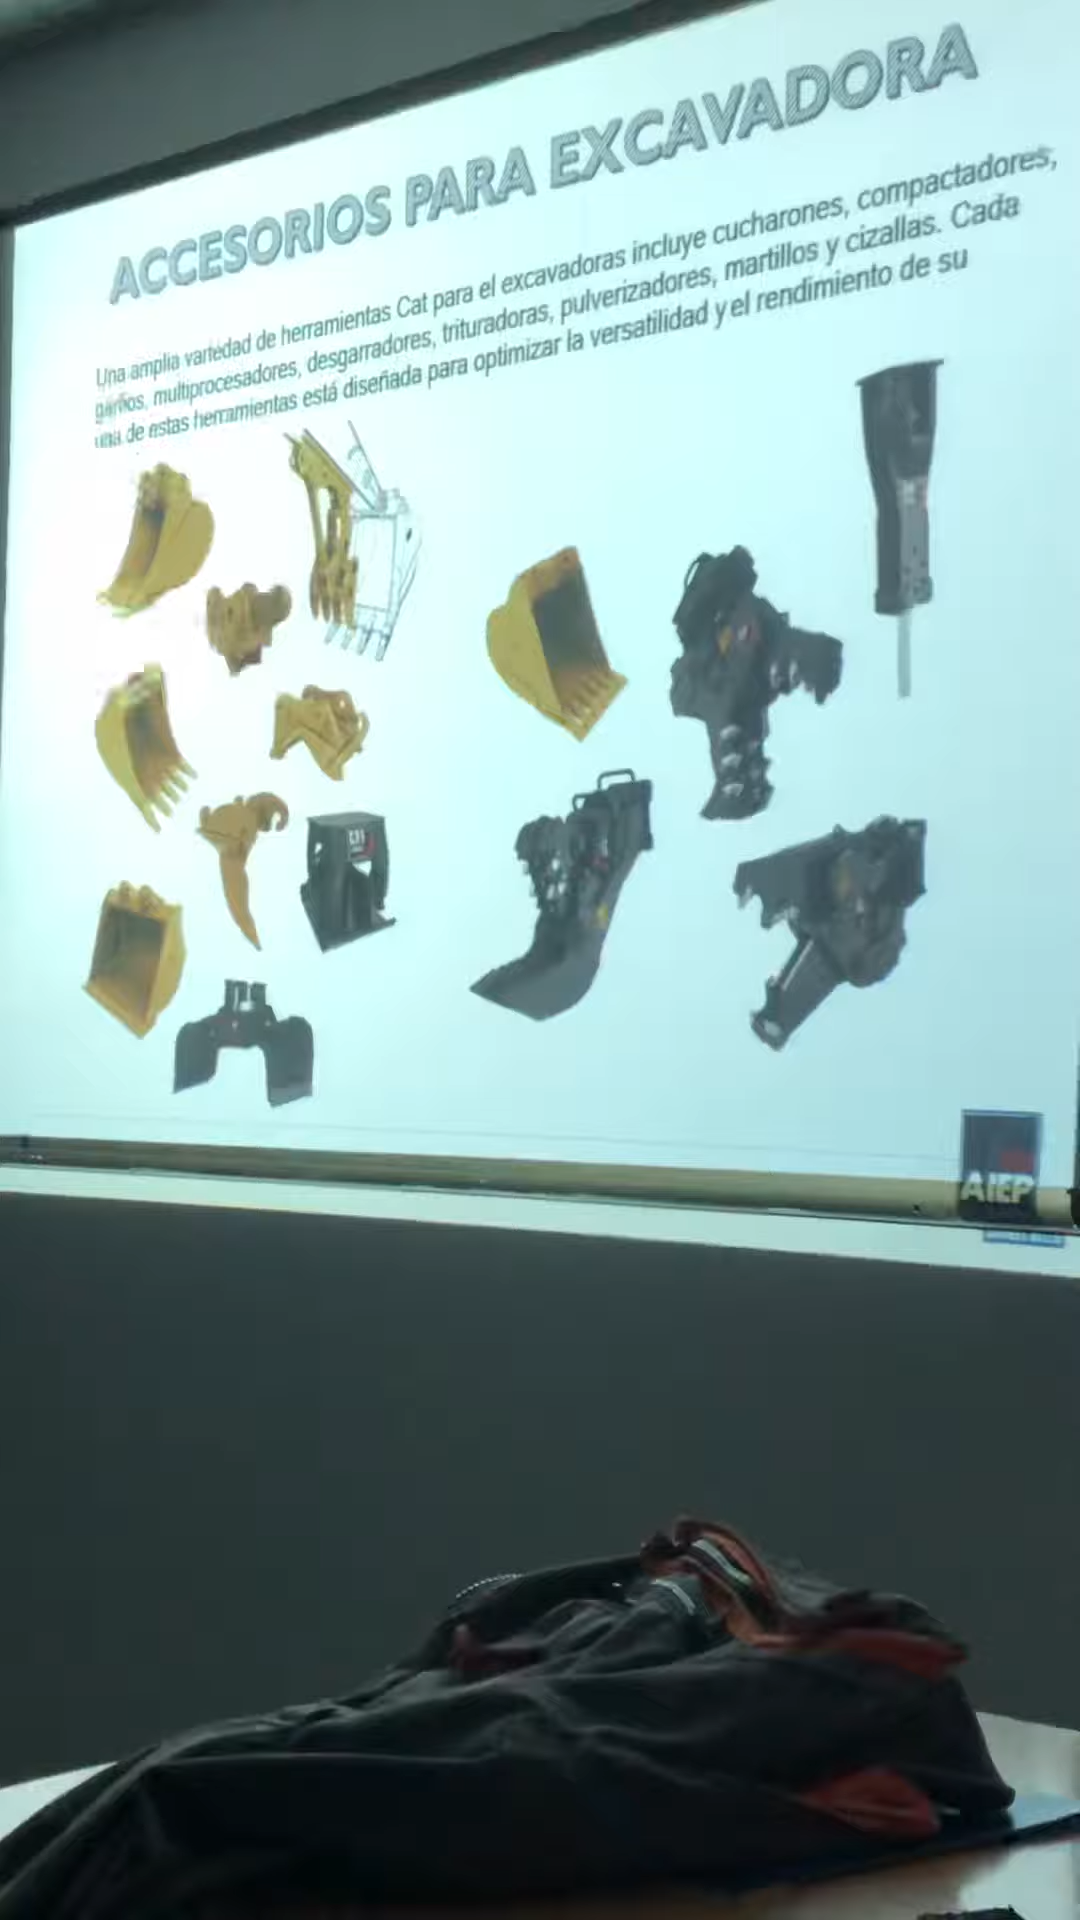 ACCESORIOS PARA EXCAVADORA
Una amplia variedad de herramientas Cat para el excavadoras incluye cucharones, compactadores,
garfios, multiprocesadores, desgarradores, trituradoras, pulverizadores, martillos y cizallas. Cada
una de estas herramientas está diseñada para optimizar la versatilidad y el rendimiento de su
AIEP